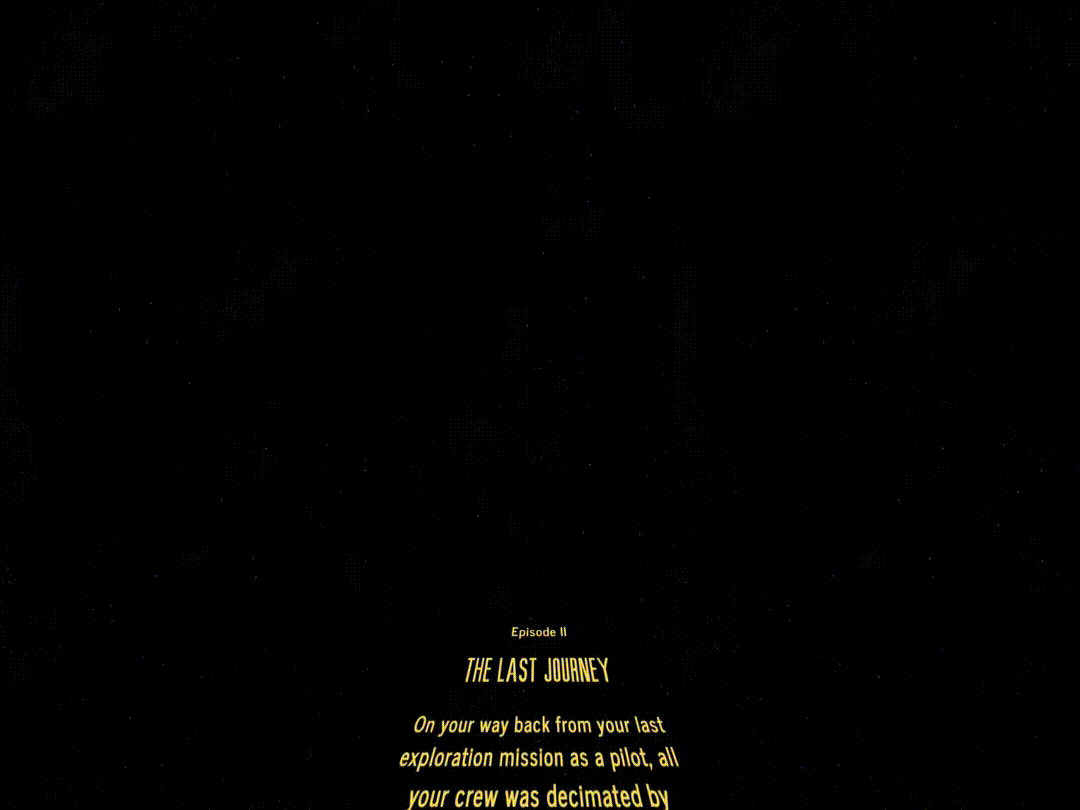 Episode II
THE LAST JOURNEY
On your way back from your last
exploration mission as a pilot, all
your crew was decimated by